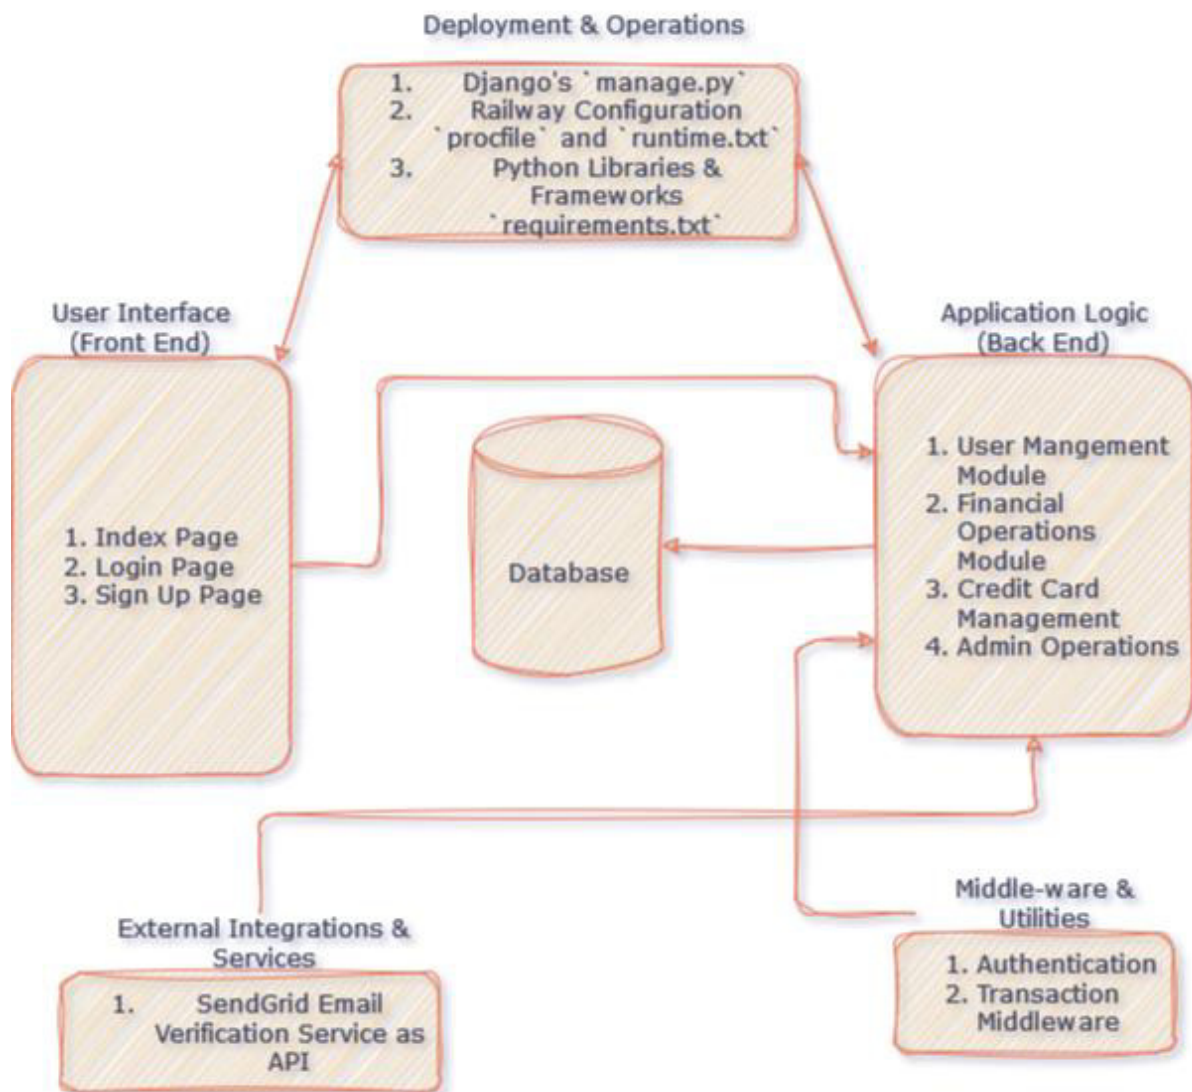 Deployment & Operations
1. Django's `manage.py`
2. Railway Configuration
`procfile` and `runtime.txt`
3. Python Libraries &
Frameworks
`requirements.txt`
User Interface
(Front End)
1. Index Page
2. Login Page
3. Sign Up Page
Database
Application Logic
(Back End)
1. User Mangement
Module
2. Financial
Operations
Module
3. Credit Card
Management
4. Admin Operations
External Integrations &
Services
1. SendGrid Email
Verification Service as
API
Middle-ware &
Utilities
1. Authentication
2. Transaction
Middleware